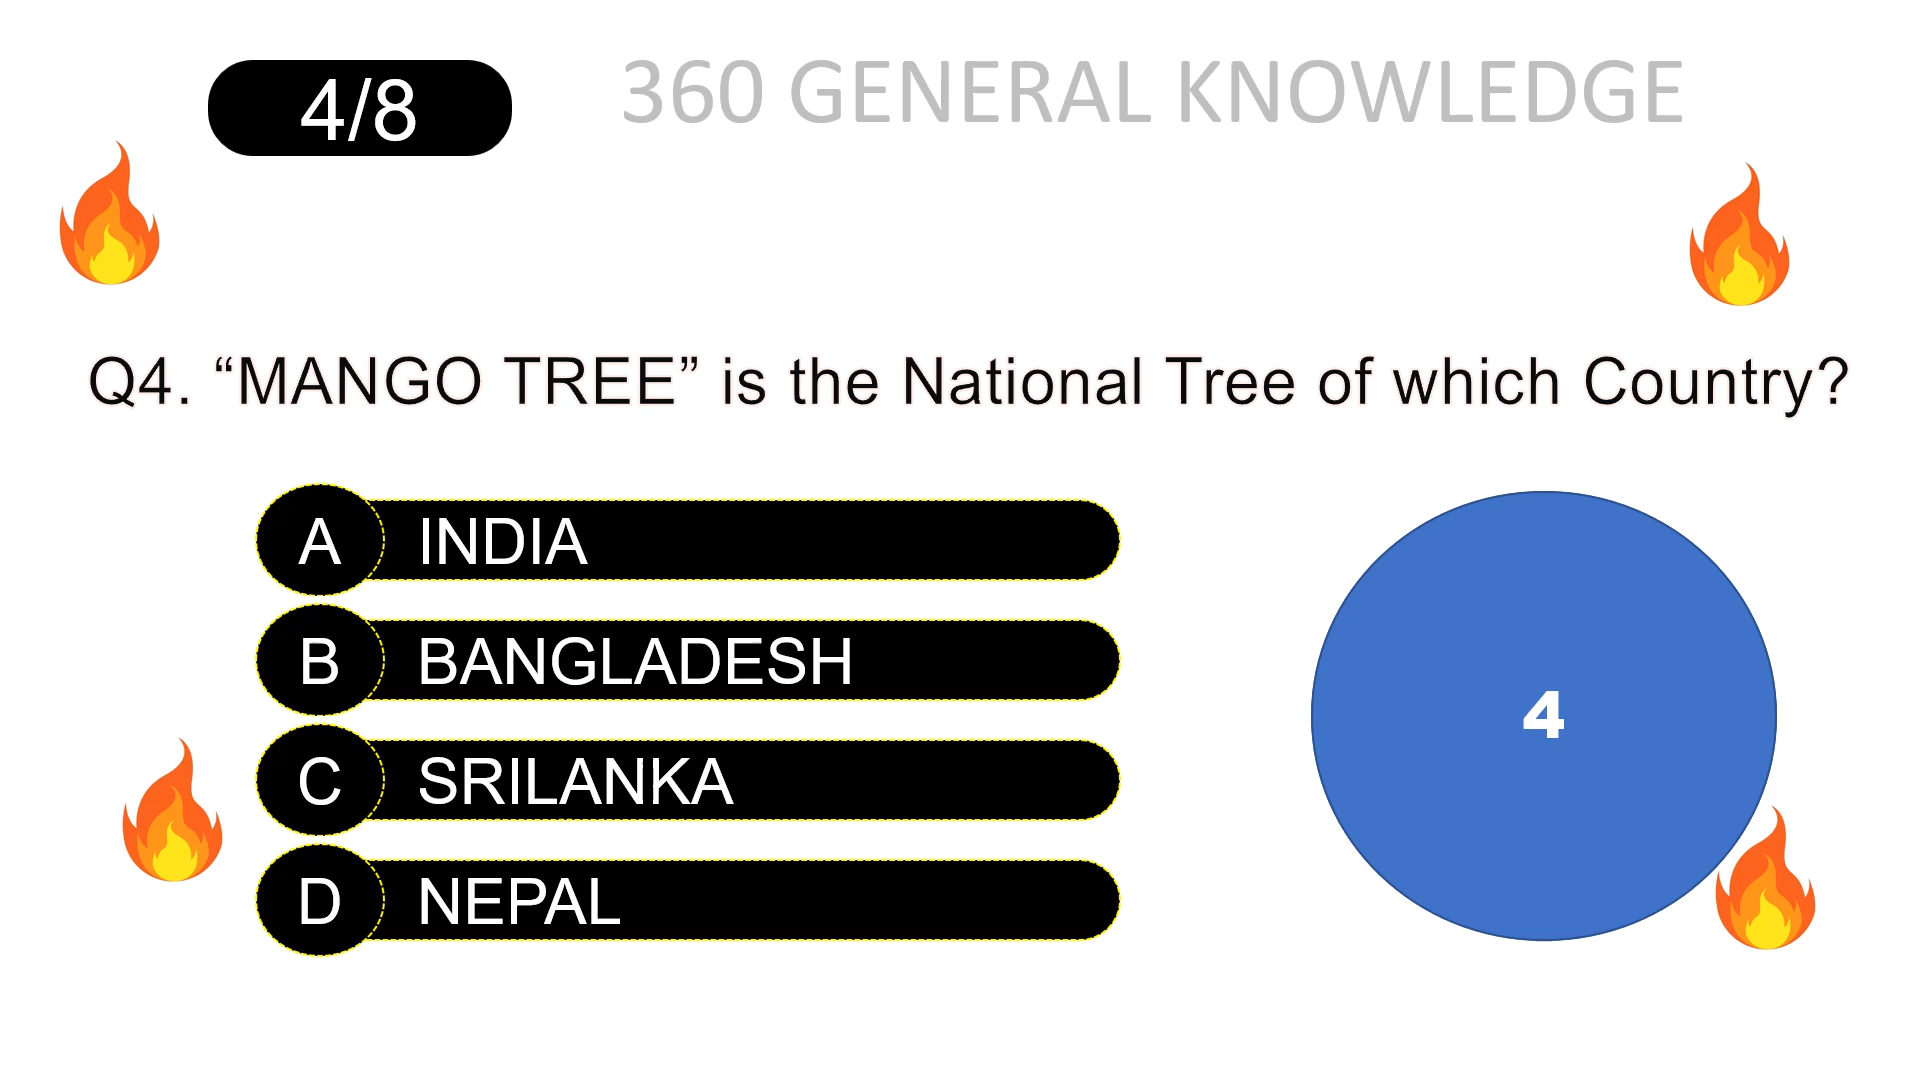 4/8
360 GENERAL KNOWLEDGE
Q4. “MANGO TREE” is the National Tree of which Country?
A INDIA
B BANGLADESH
C SRILANKA
D NEPAL
4